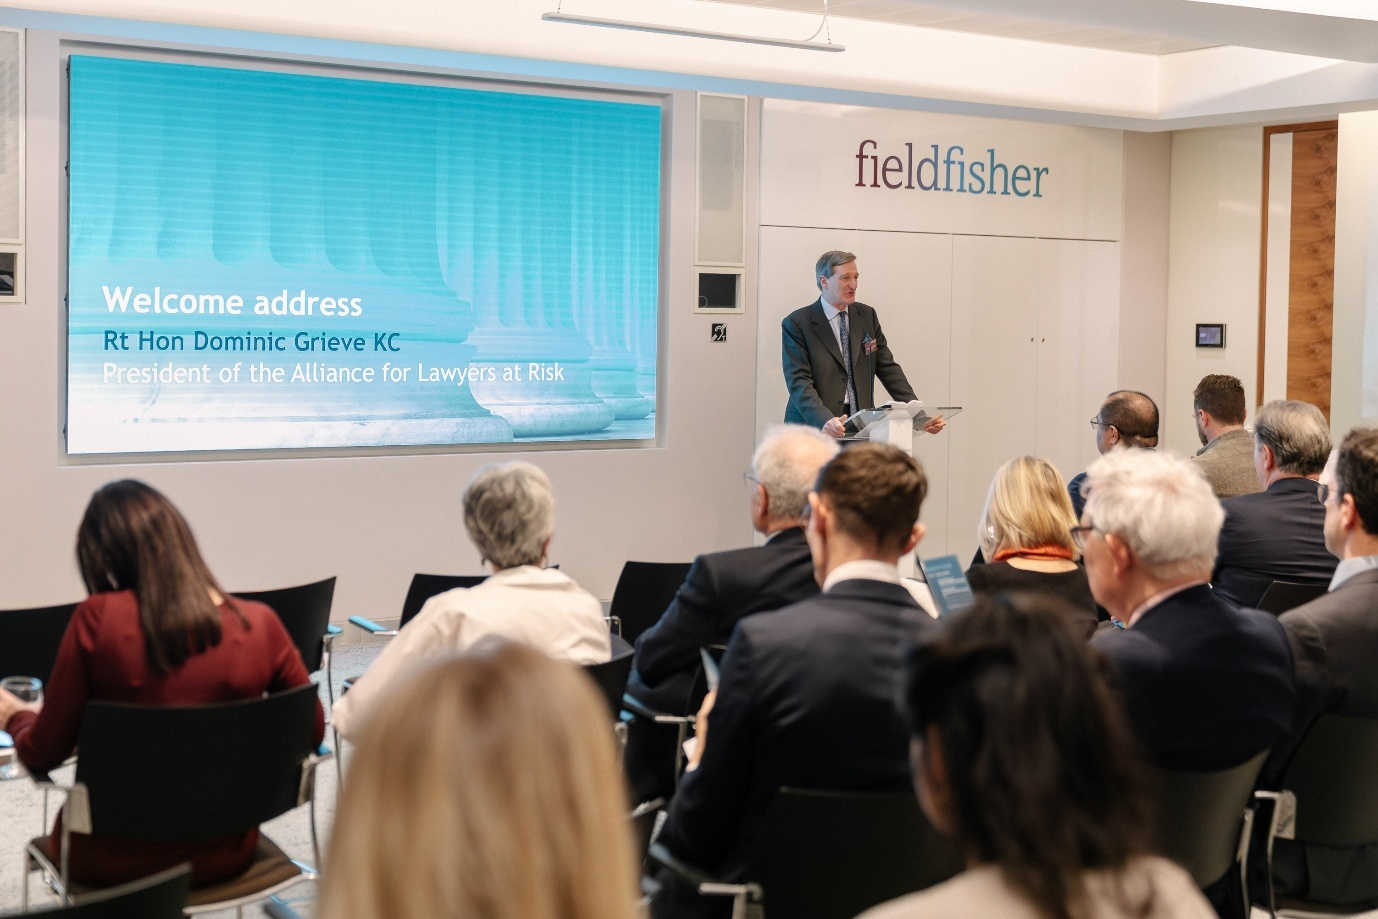 fieldfisher
Welcome address
Rt Hon Dominic Grieve KC
President of the Alliance for Lawyers at Risk